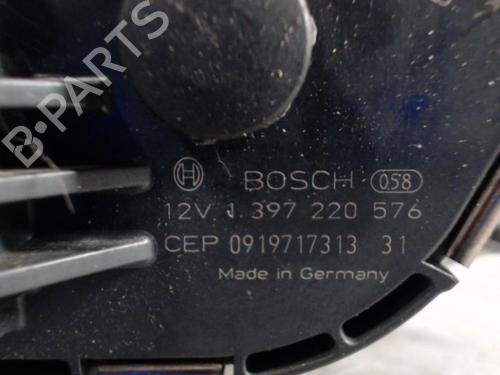 B-PARTS
BOSCH 058
12V 1 397 220 576
CEP 0919717313 31
Made in Germany